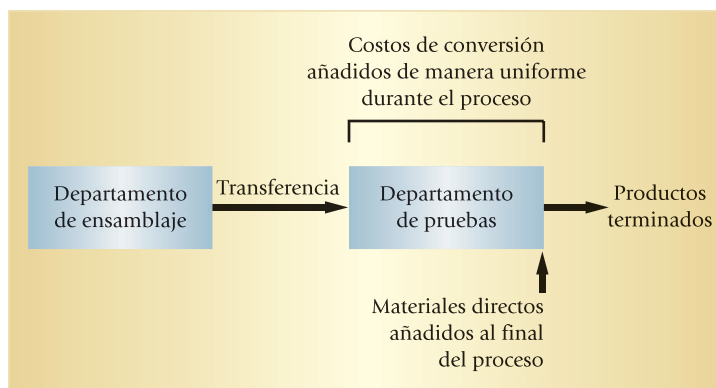 Costos de conversión
añadidos de manera uniforme
durante el proceso
Departamento
de ensamblaje
Transferencia
Departamento
de pruebas
Productos
terminados
Materiales directos
añadidos al final
del proceso